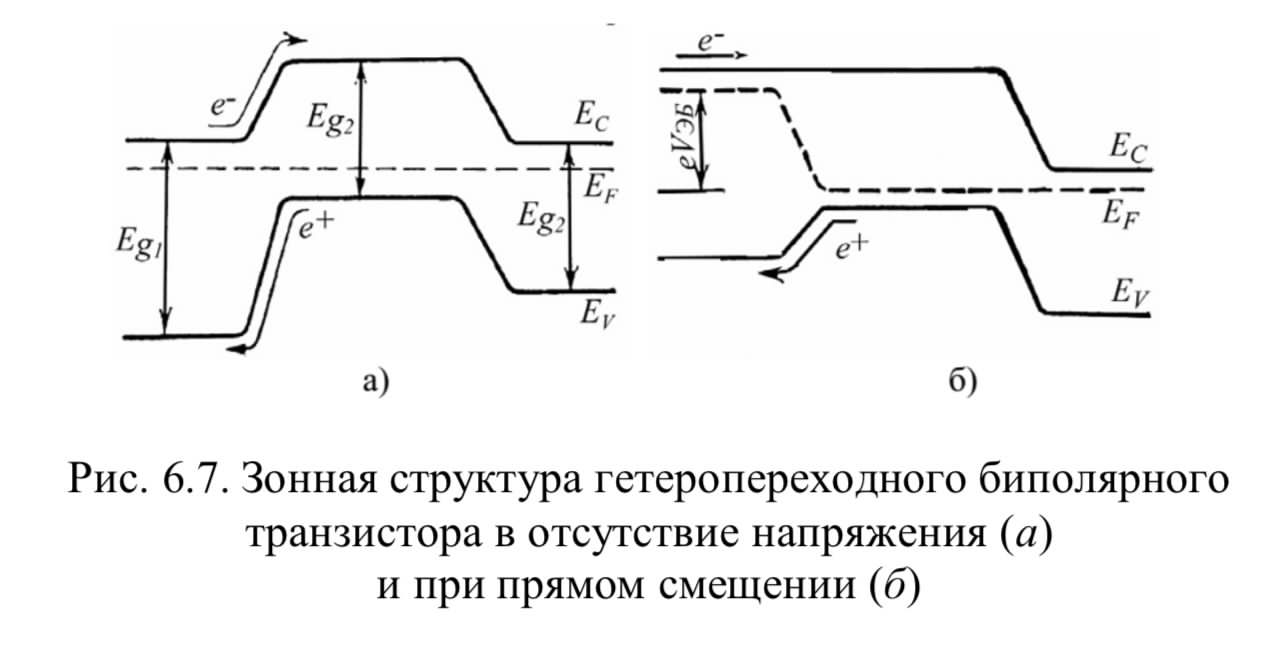 e⁻
Eg₂
E_C
E_F
Eg₁
e⁺
Eg₂
E_V
а)
e⁻
eVЭБ
E_C
E_F
e⁺
E_V
б)
Рис. 6.7. Зонная структура гетеропереходного биполярного
транзистора в отсутствие напряжения (а)
и при прямом смещении (б)